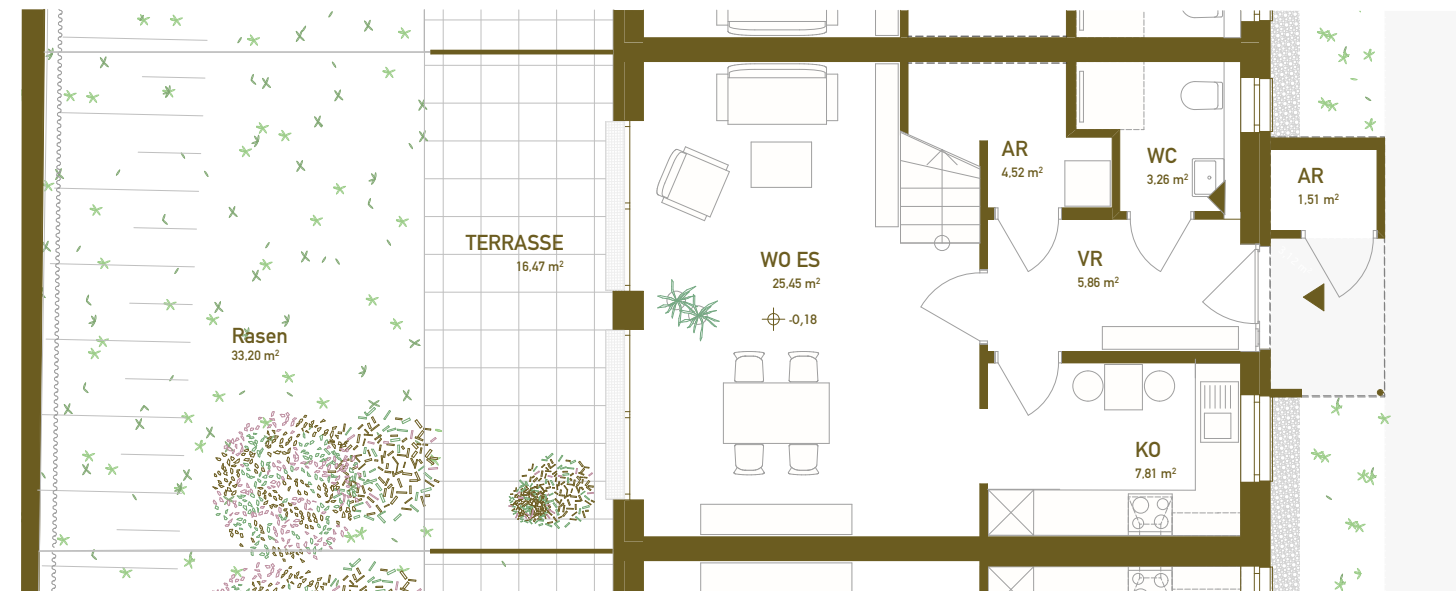 TERRASSE
16,47 m²
Rasen
33,20 m²
WO ES
25,45 m²
-0,18
AR
4,52 m²
WC
3,26 m²
AR
1,51 m²
VR
5,86 m²
KO
7,81 m²